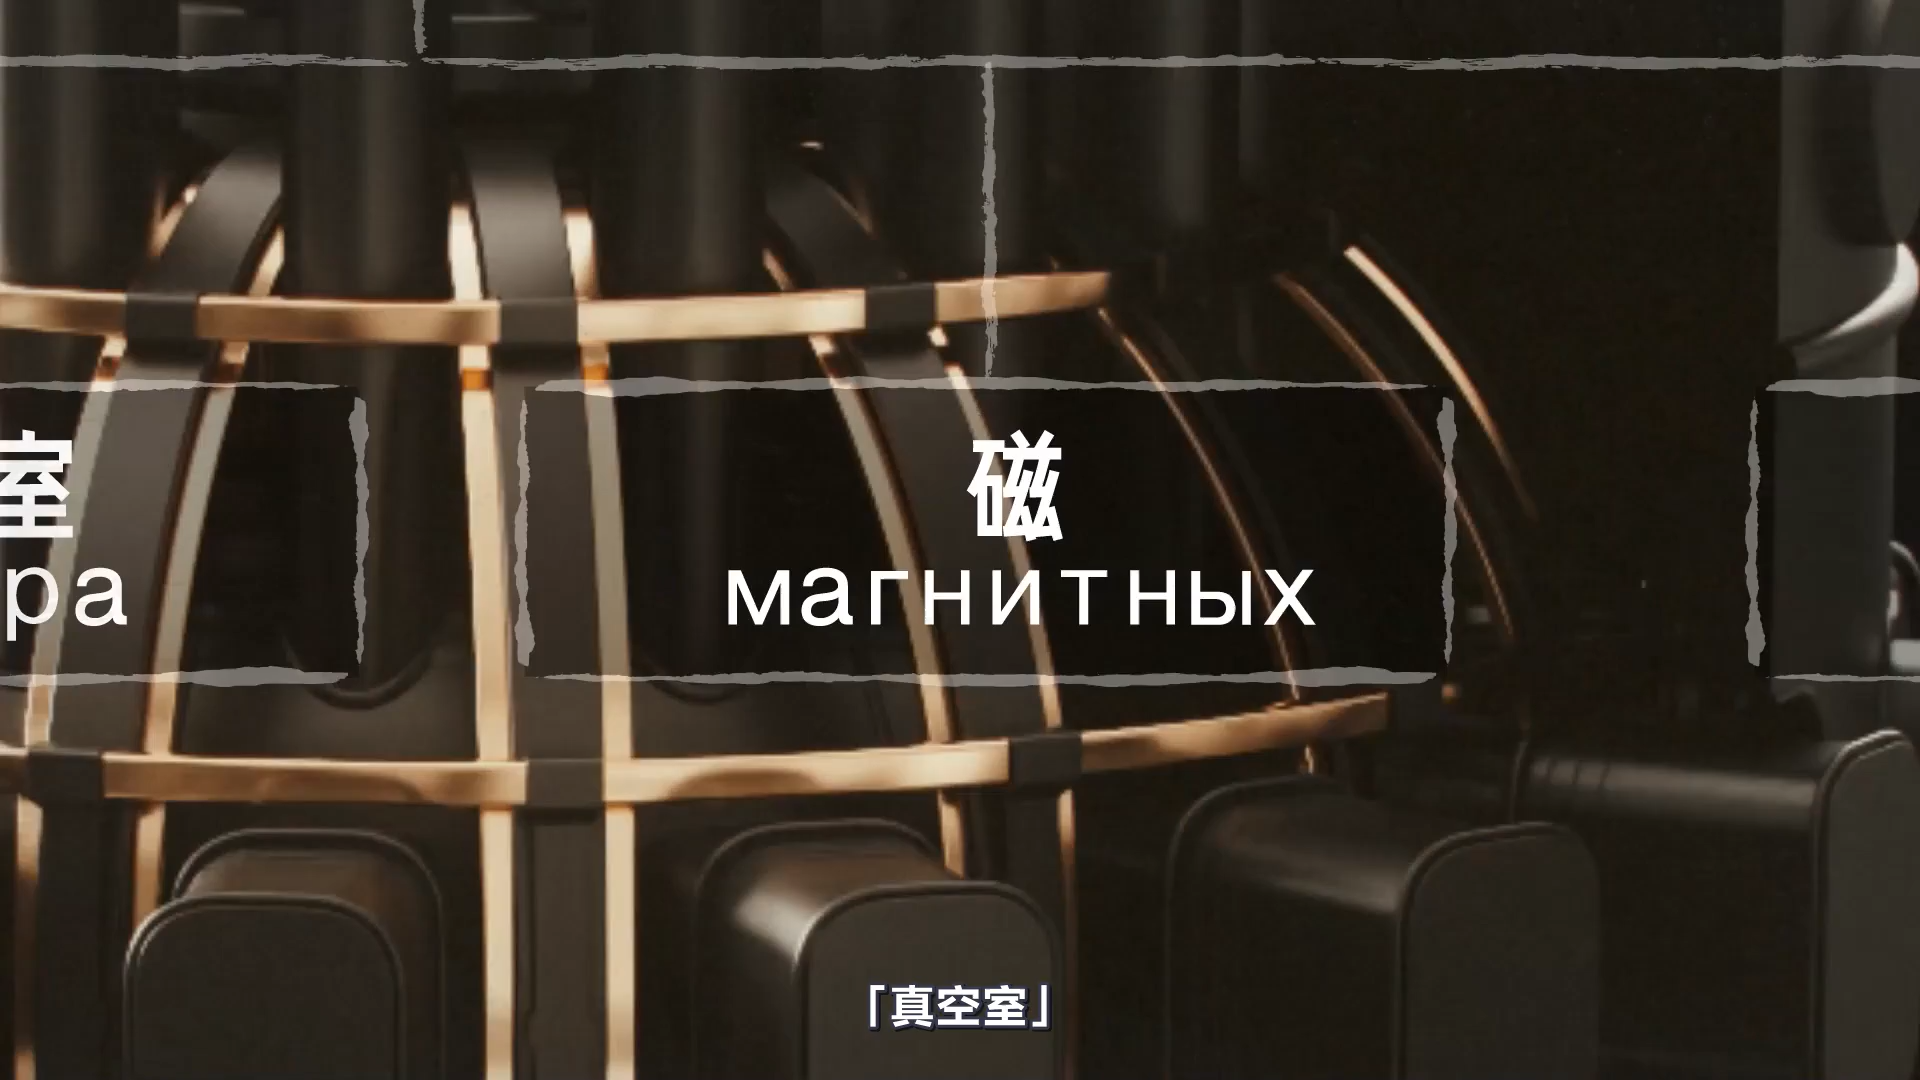 室
ра
磁
магнитных
「真空室」